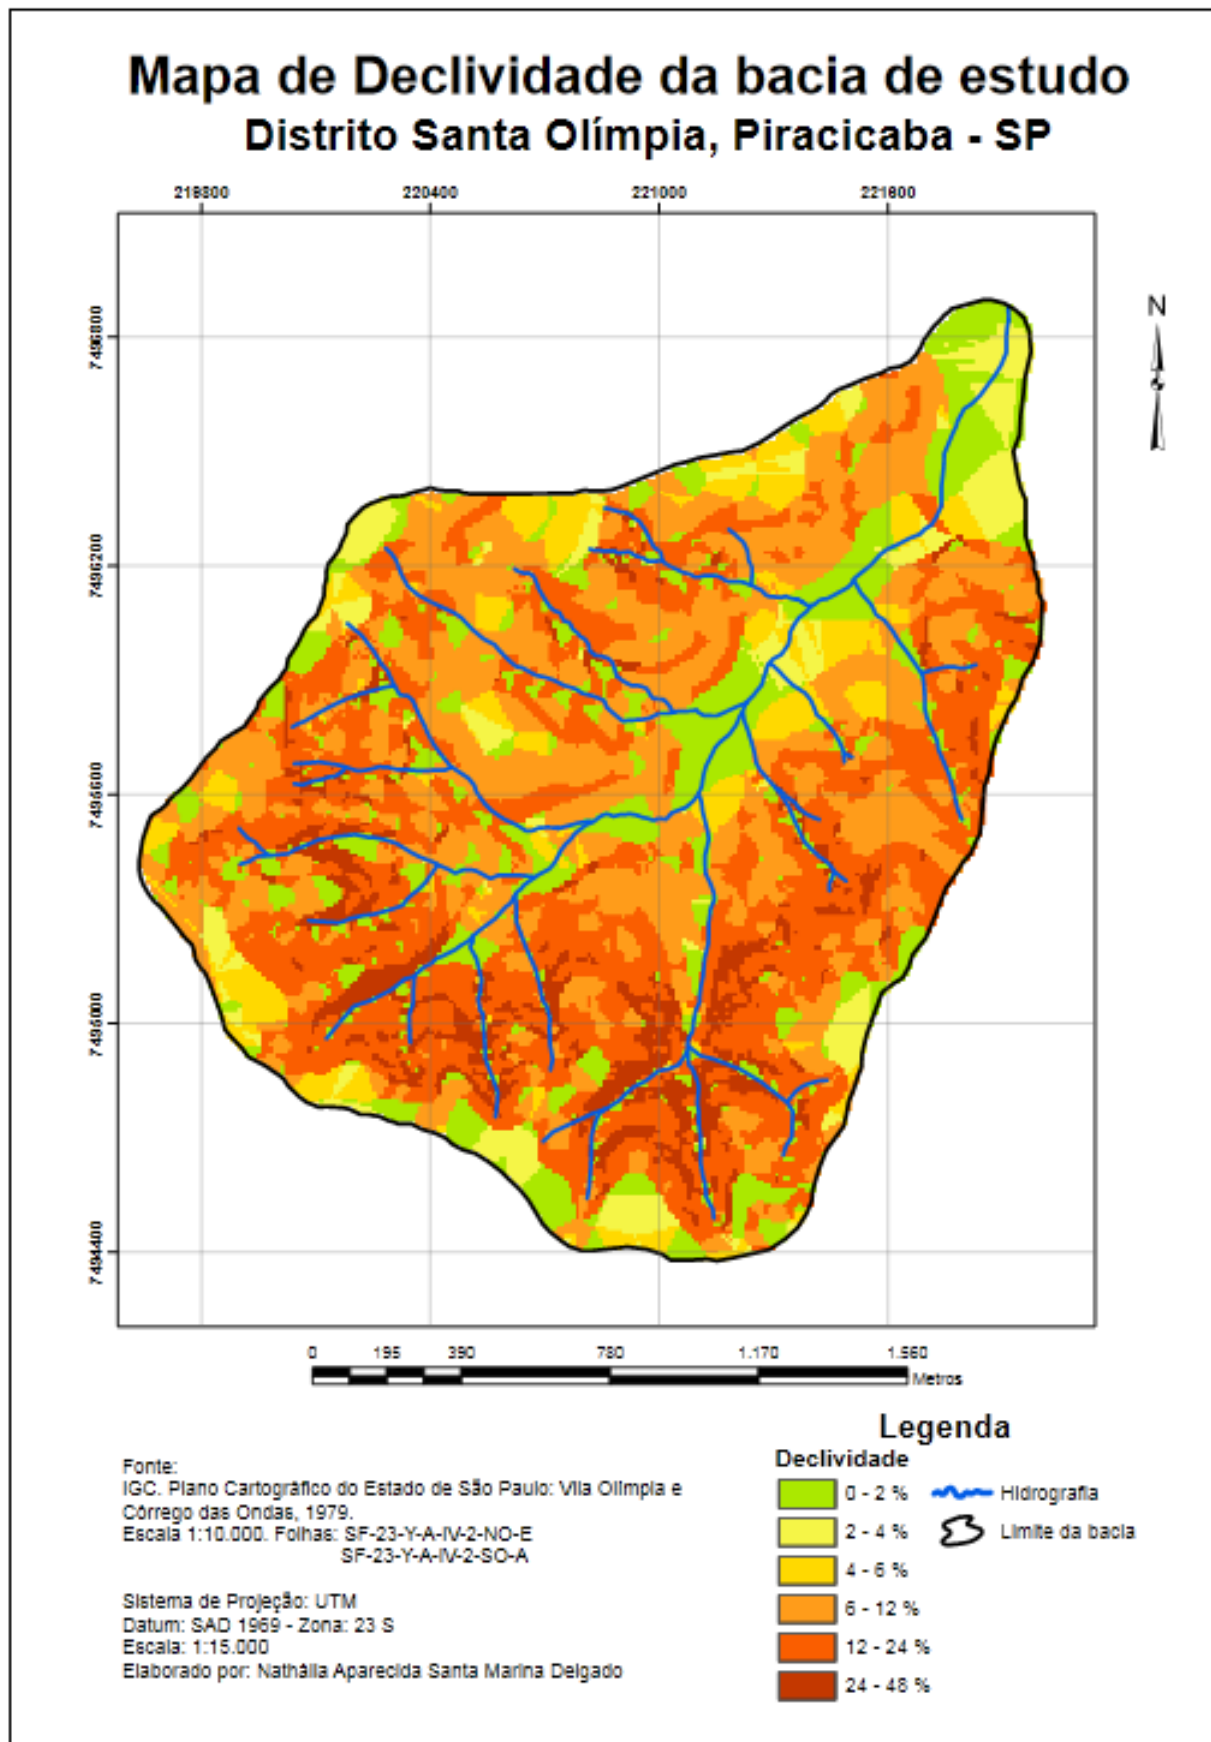 Mapa de Declividade da bacia de estudo
Distrito Santa Olímpia, Piracicaba - SP
219800 220400 221000 221600
7496800
7496200
7495600
7495000
7494400
N
0 195 390 780 1.170 1.560
Metros
Legenda
Declividade
0 - 2 %
2 - 4 %
4 - 6 %
6 - 12 %
12 - 24 %
24 - 48 %
Hidrografia
Limite da bacia
Fonte:
IGC. Plano Cartográfico do Estado de São Paulo: Vila Olímpia e
Córrego das Ondas, 1979.
Escala 1:10.000. Folhas: SF-23-Y-A-IV-2-NO-E
SF-23-Y-A-IV-2-SO-A
Sistema de Projeção: UTM
Datum: SAD 1969 - Zona: 23 S
Escala: 1:15.000
Elaborado por: Nathália Aparecida Santa Marina Delgado